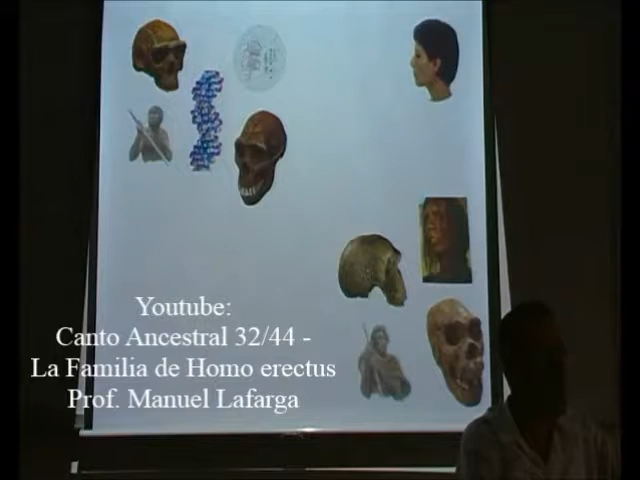 Youtube:
Canto Ancestral 32/44 -
La Familia de Homo erectus
Prof. Manuel Lafarga